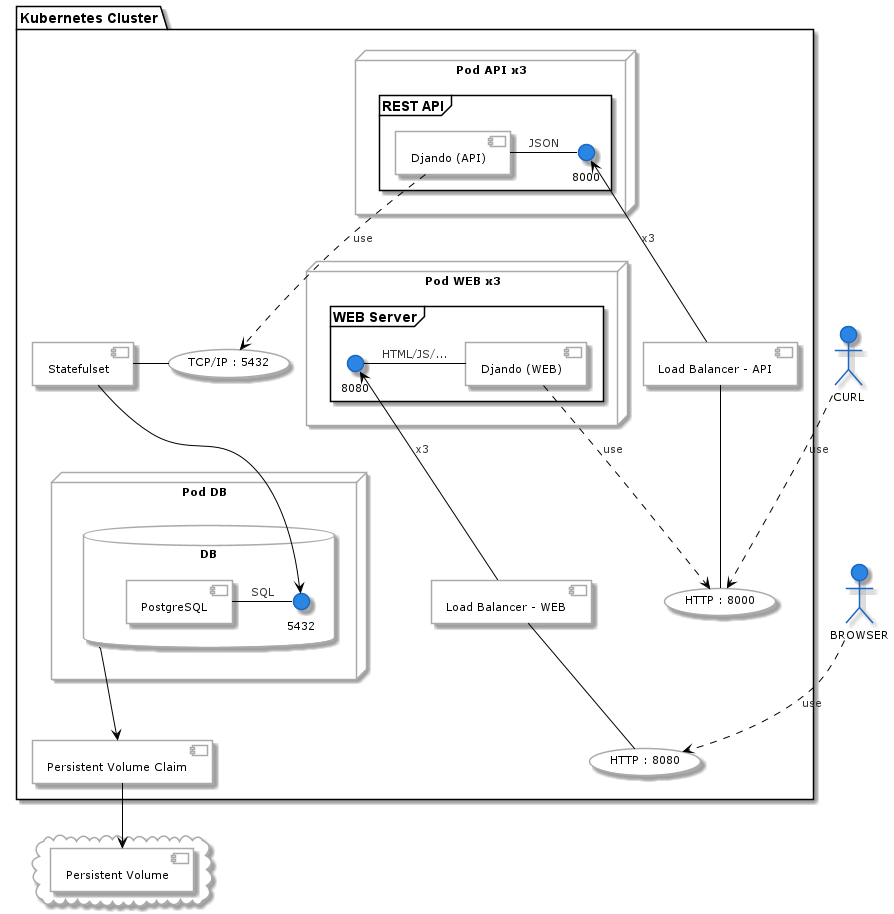 Kubernetes Cluster
Pod API x3
REST API
Djando (API)
JSON
8000
use
x3
Pod WEB x3
WEB Server
HTML/JS/...
8080
Djando (WEB)
Statefulset
TCP/IP : 5432
Load Balancer - API
CURL
x3
use
use
Pod DB
DB
PostgreSQL
SQL
5432
Load Balancer - WEB
HTTP : 8000
BROWSER
use
Persistent Volume Claim
HTTP : 8080
Persistent Volume